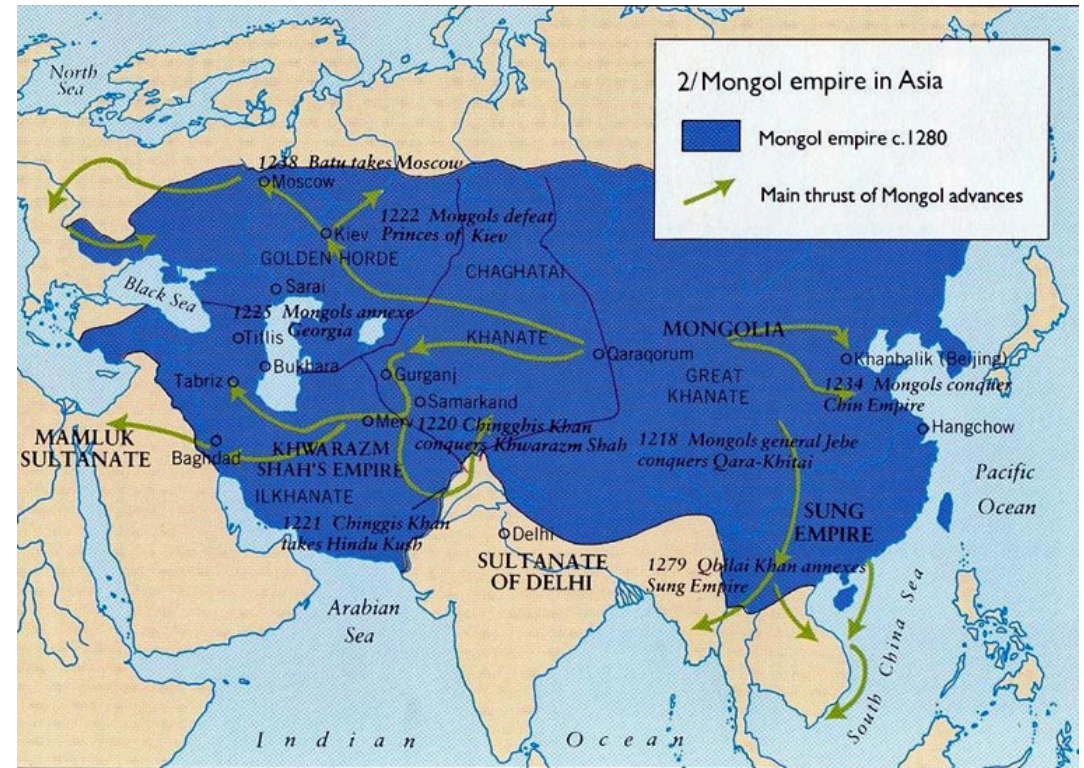 2/Mongol empire in Asia
Mongol empire c.1280
Main thrust of Mongol advances
North
Sea
1238 Batu takes Moscow
Moscow
1222 Mongols defeat
Princes of Kiev
Kiev
GOLDEN HORDE
CHAGHATAI
KHANATE
Black Sea
Sarai
1225 Mongols annexe
Georgia
Tiflis
Bukhara
Tabriz
Gurganj
Samarkand
Merv
1220 Chingghis Khan
conquers Khwarazm Shah
MONGOLIA
Qaraqorum
GREAT
KHANATE
Khanbalik (Beijing)
1234 Mongols conquer
Chin Empire
Hangchow
1218 Mongols general Jebe
conquers Qara-Khitai
MAMLUK
SULTANATE
Baghdad
KHWARAZM
SHAH'S EMPIRE
ILKHANATE
1221 Chinggis Khan
takes Hindu Kush
Delhi
SULTANATE
OF DELHI
SUNG
EMPIRE
1279 Qbilai Khan annexes
Sung Empire
Pacific
Ocean
Arabian
Sea
South China Sea
Indian Ocean